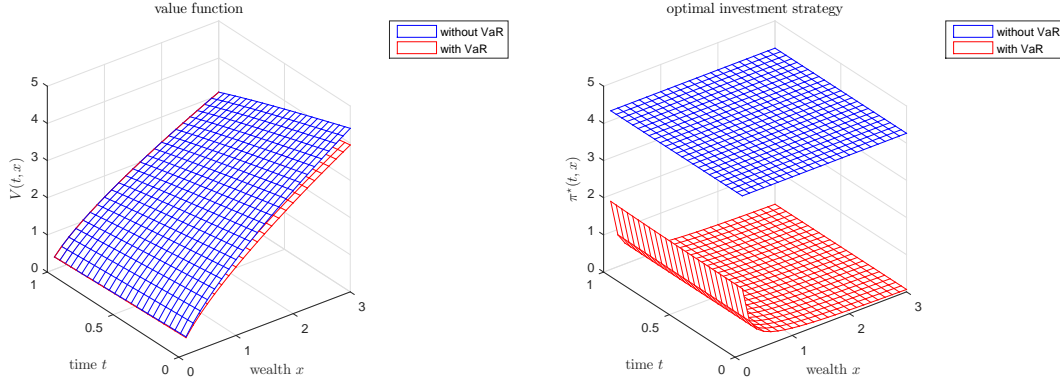 value function
without VaR
with VaR
5
4
3
2
1
0
V(t, x)
1
0.5
0
time t
0
1
2
3
wealth x
optimal investment strategy
without VaR
with VaR
5
4
3
2
1
0
π*(t, x)
1
0.5
0
time t
0
1
2
3
wealth x